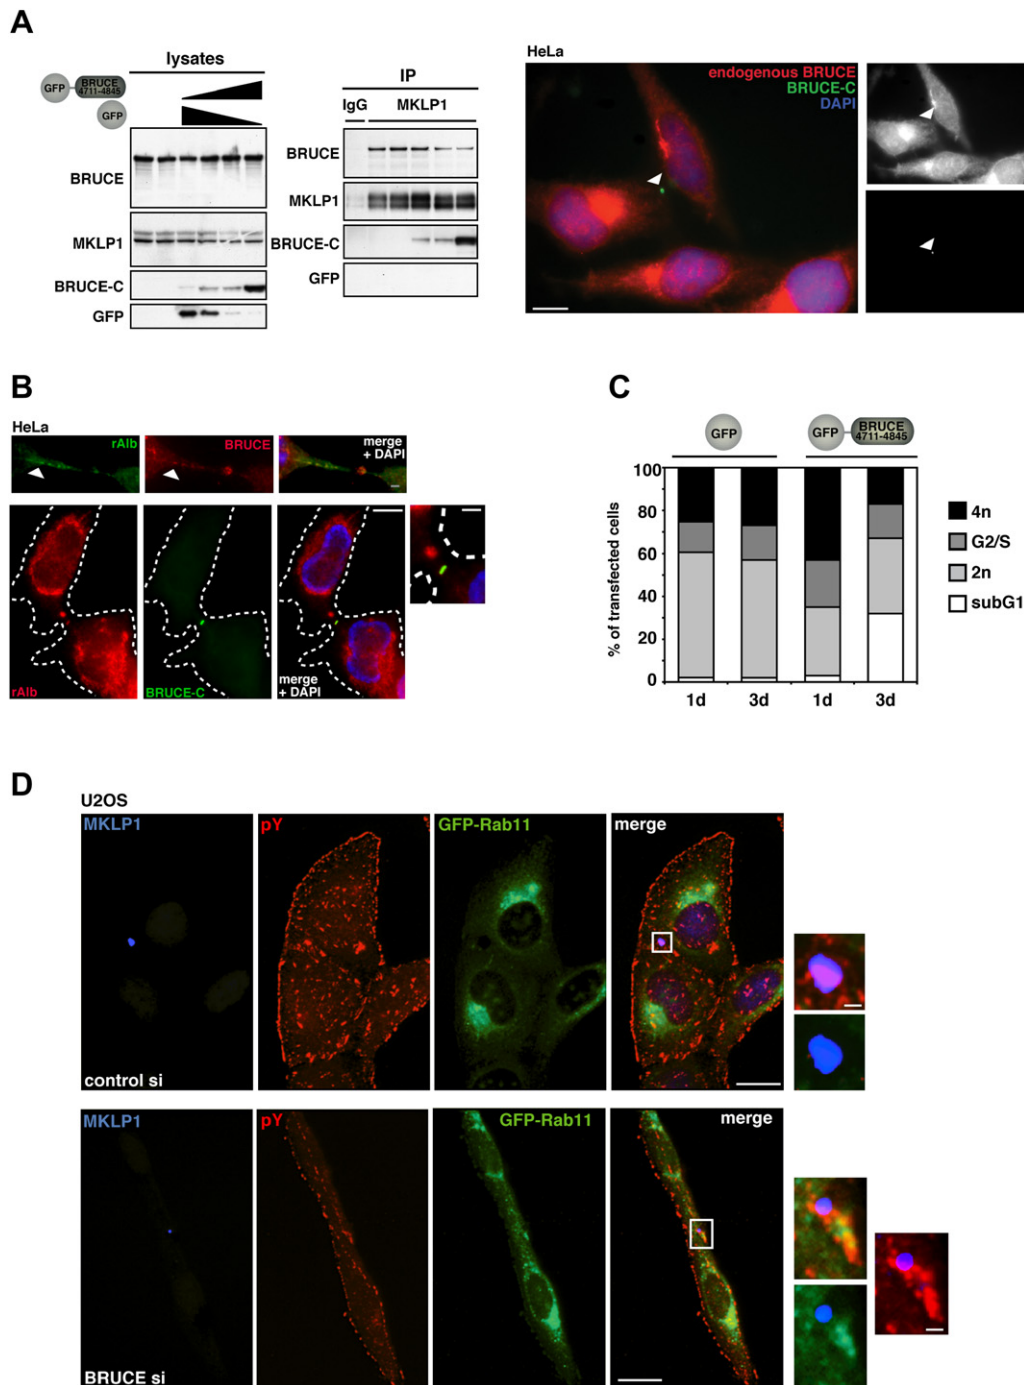 A
lysates
GFP
BRUCE
4711-4845
GFP
BRUCE
MKLP1
BRUCE-C
GFP
IP
IgG
MKLP1
BRUCE
MKLP1
BRUCE-C
GFP
HeLa
endogenous BRUCE
BRUCE-C
DAPI
B
HeLa
rAlb
BRUCE
merge
+ DAPI
rAlb
BRUCE-C
merge
+ DAPI
C
GFP
GFP
BRUCE
4711-4845
% of transfected cells
100
80
60
40
20
0
1d
3d
1d
3d
4n
G2/S
2n
subG1
D
U2OS
MKLP1
pY
GFP-Rab11
merge
control si
MKLP1
pY
GFP-Rab11
merge
BRUCE si